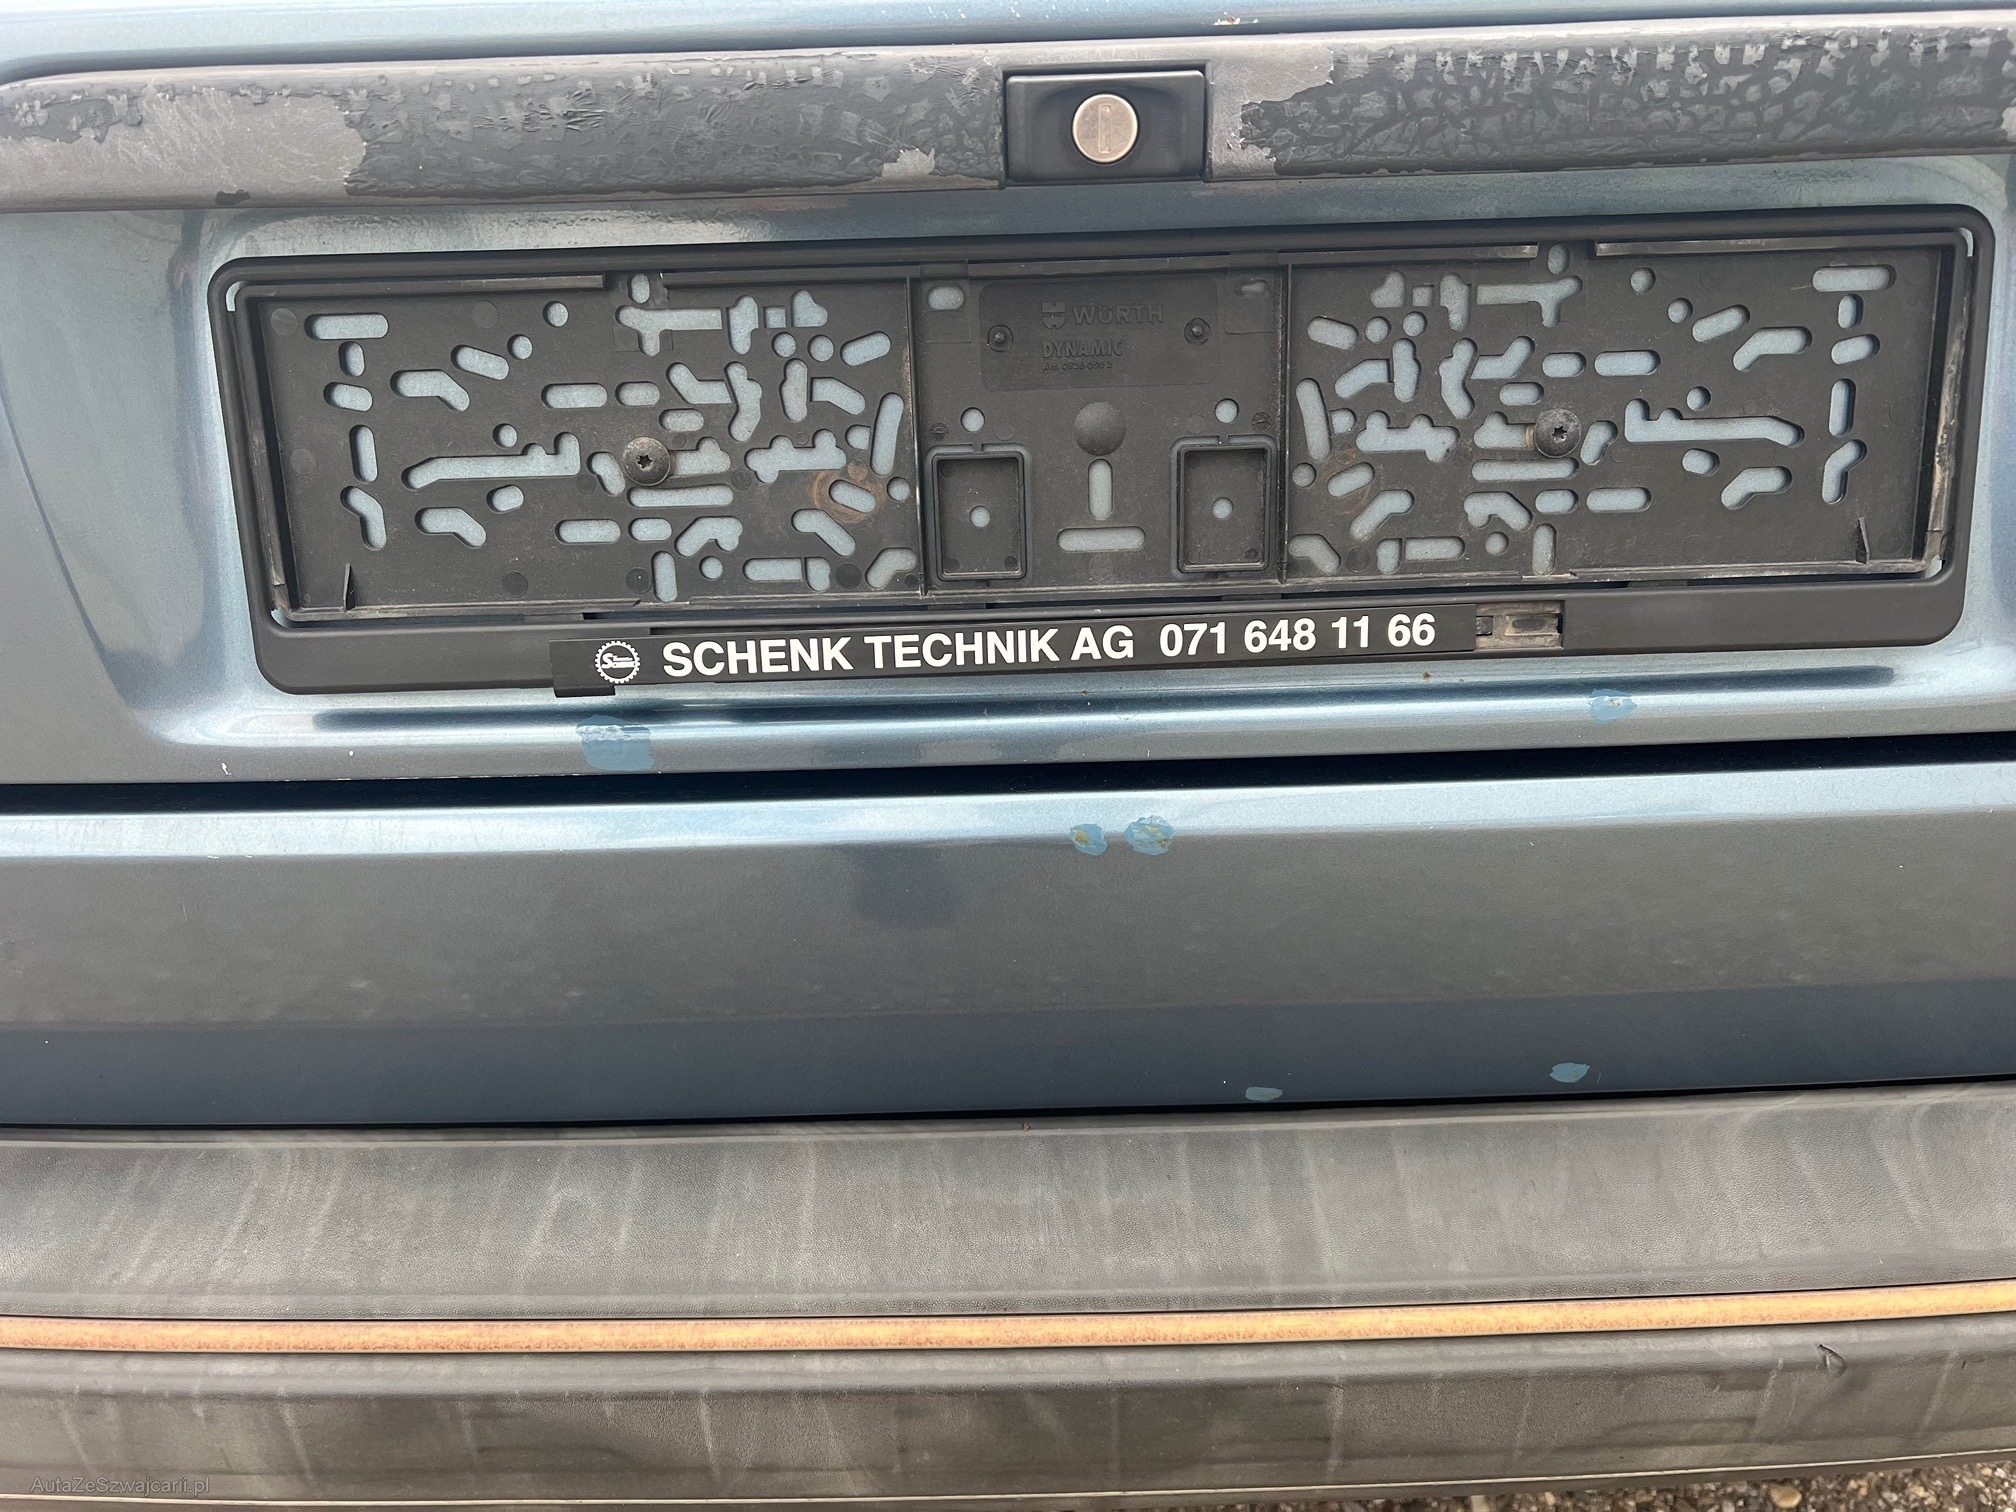 WÜRTH
DYNAMIC
SCHENK TECHNIK AG 071 648 11 66
AutaZeSzwajcarii.pl